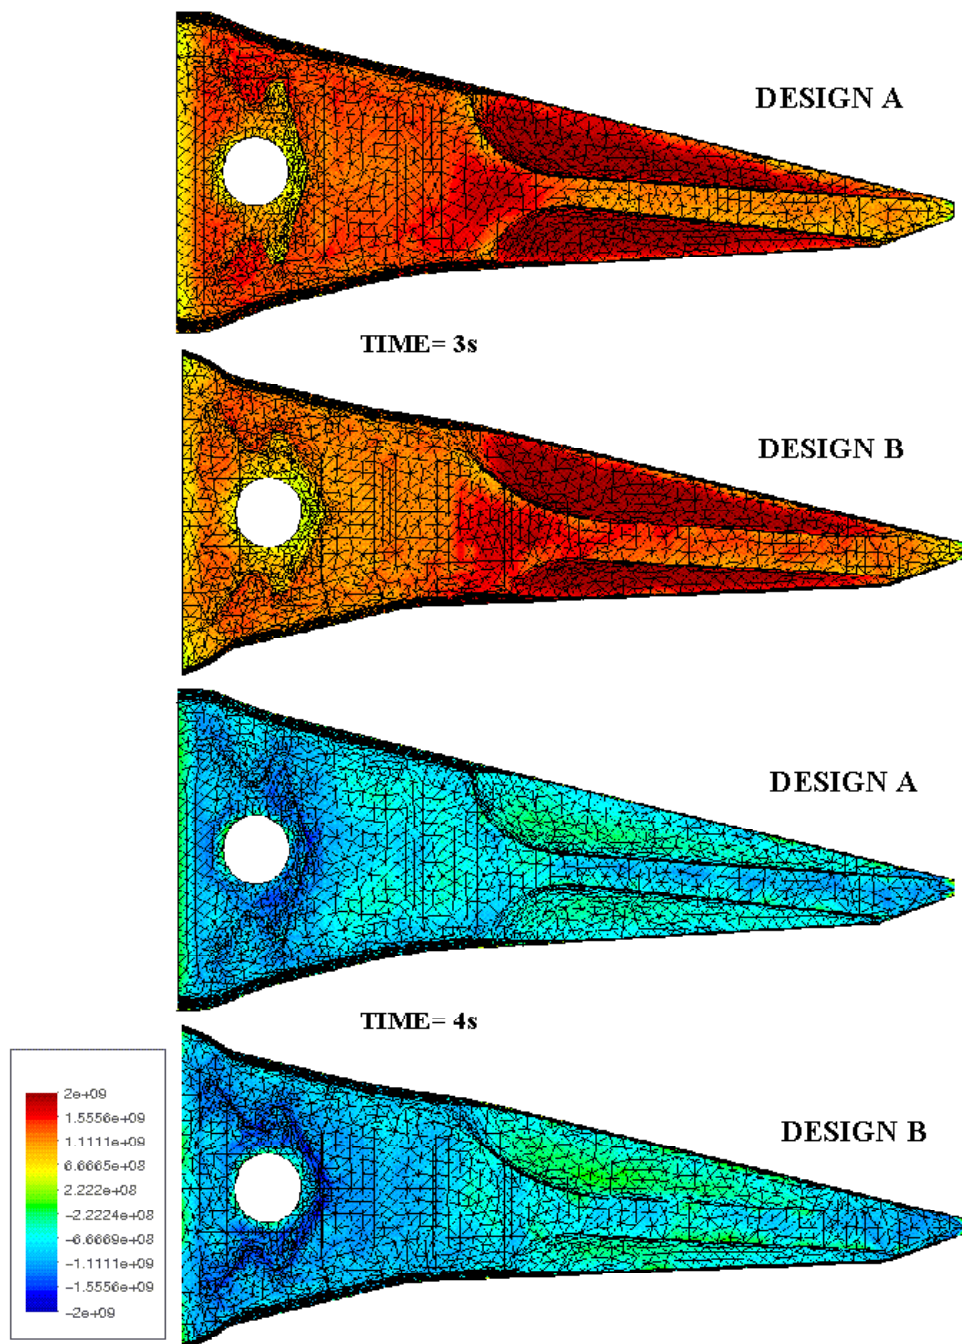 DESIGN A
TIME= 3s
DESIGN B
DESIGN A
TIME= 4s
DESIGN B
2e+09
1.5556e+09
1.1111e+09
6.6665e+08
2.222e+08
-2.2224e+08
-6.6669e+08
-1.1111e+09
-1.5556e+09
-2e+09